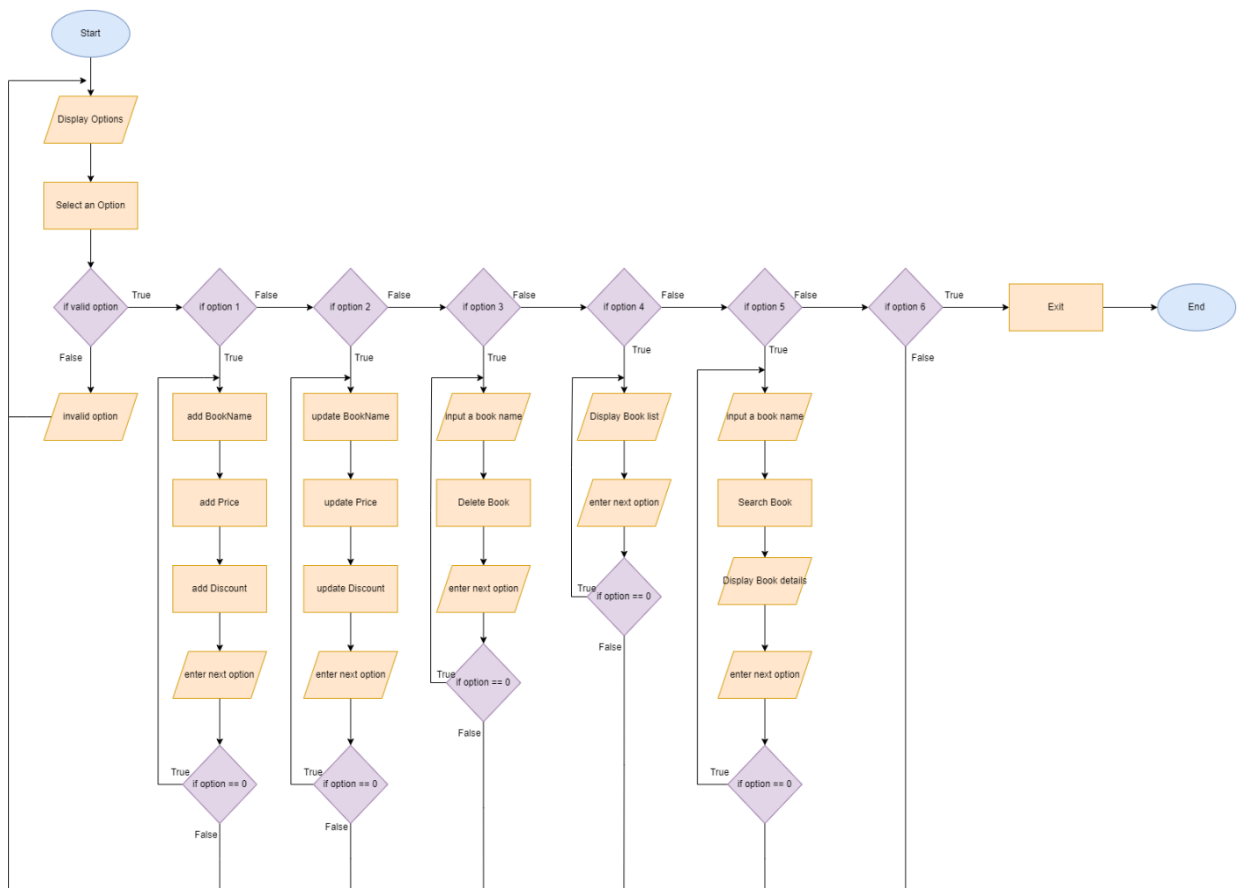 Start
Display Options
Select an Option
if valid option
True
if option 1
False
if option 2
False
if option 3
False
if option 4
False
if option 5
False
if option 6
True
Exit
End
False
True
True
True
True
True
False
invalid option
add BookName
update BookName
input a book name
Display Book list
input a book name
add Price
update Price
Delete Book
enter next option
Search Book
add Discount
update Discount
enter next option
True
if option == 0
Display Book details
False
enter next option
enter next option
True
if option == 0
enter next option
False
True
if option == 0
True
if option == 0
True
if option == 0
False
False